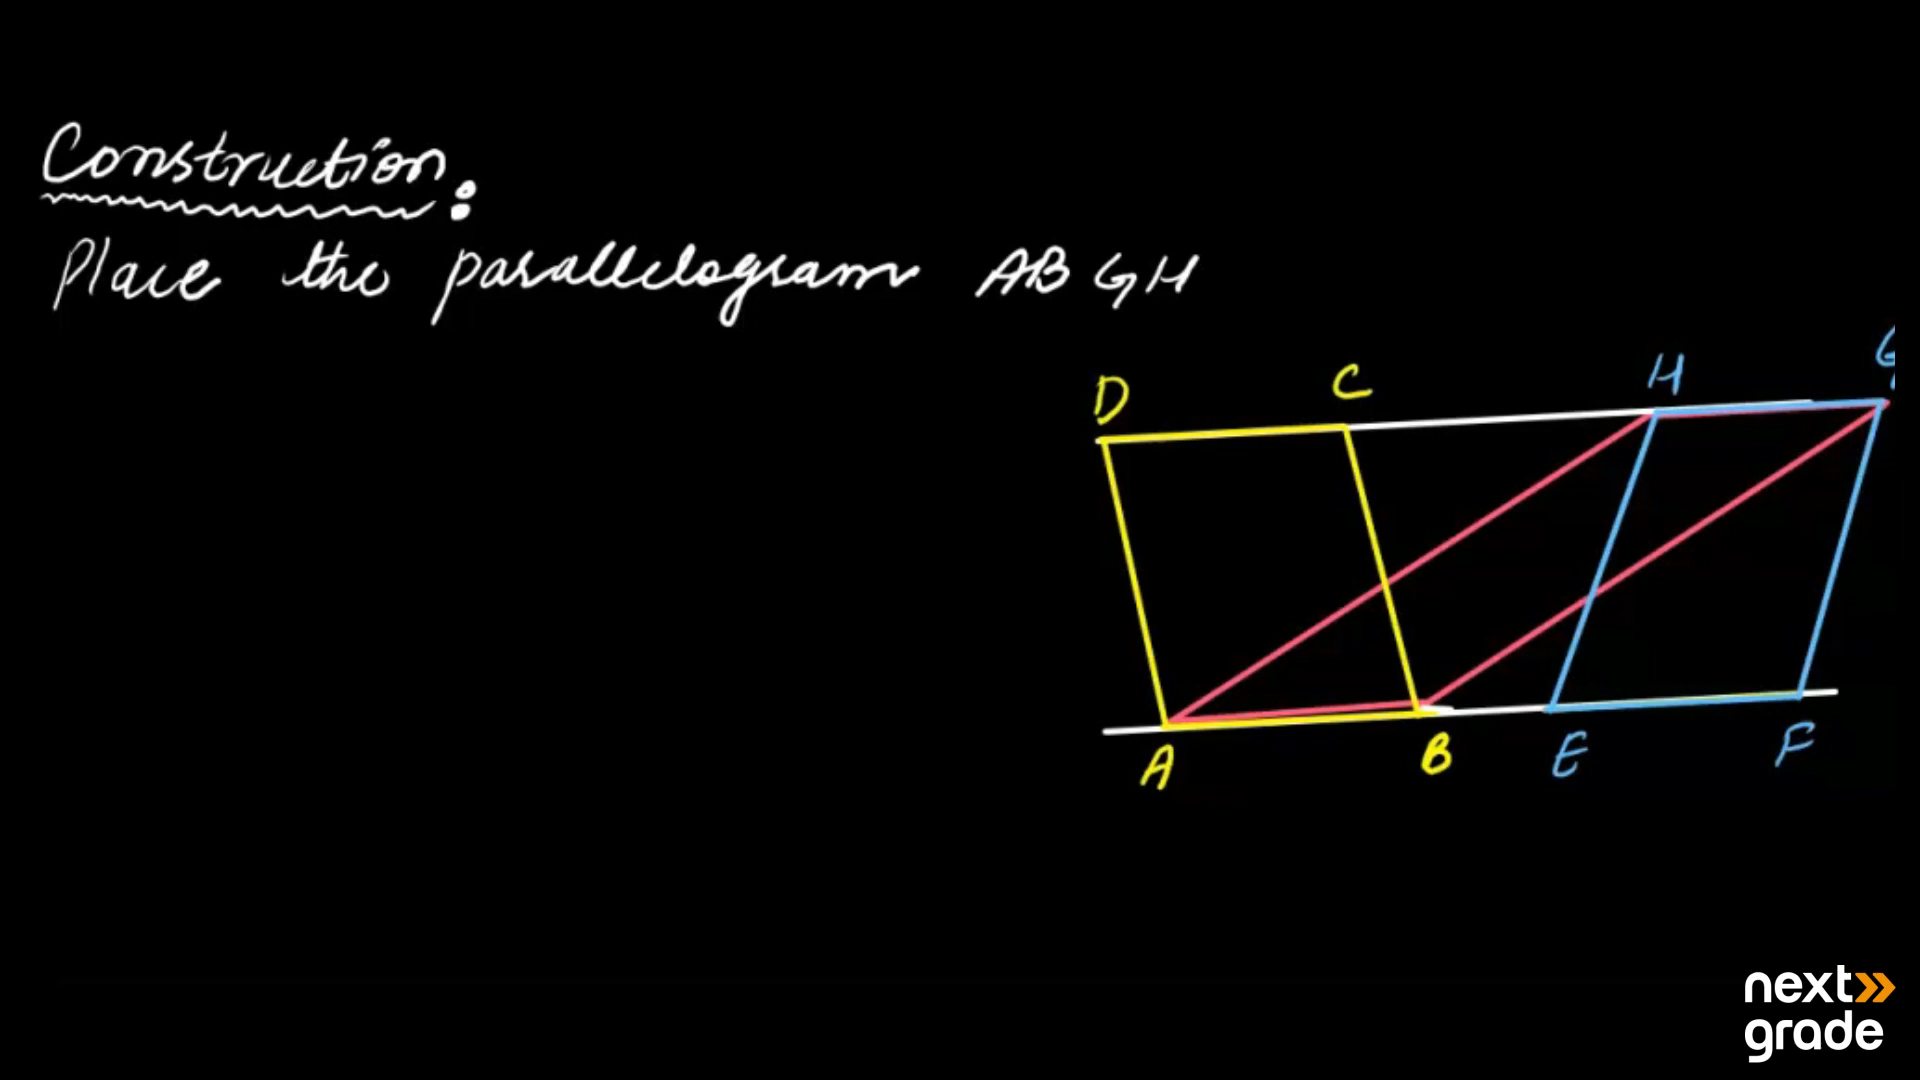 Construction:
Place the parallelogram ABGH
D C H G
A B E F
next
grade